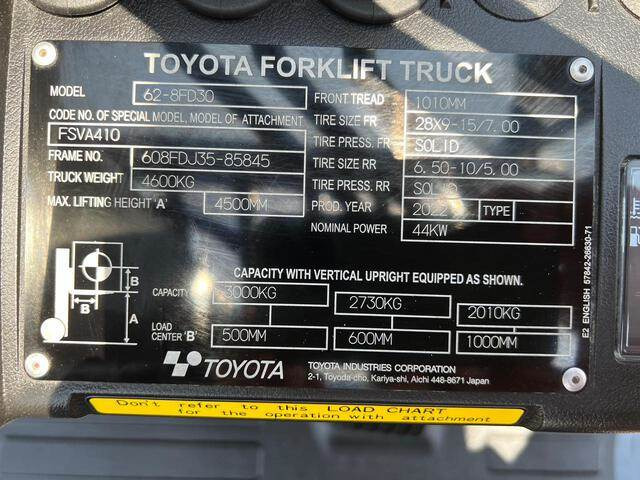 TOYOTA FORKLIFT TRUCK
MODEL 62-8FD30
CODE NO. OF SPECIAL MODEL, MODEL OF ATTACHMENT
FSVA410
FRAME NO. 608FDJ35-85845
TRUCK WEIGHT 4600KG
MAX. LIFTING HEIGHT 'A' 4500MM
FRONT TREAD 1010MM
TIRE SIZE FR 28X9-15/7.00
TIRE PRESS. FR SOLID
TIRE SIZE RR 6.50-10/5.00
TIRE PRESS. RR SOLID
PROD. YEAR 2022 TYPE
NOMINAL POWER 44KW
CAPACITY WITH VERTICAL UPRIGHT EQUIPPED AS SHOWN.
CAPACITY 3000KG 2730KG 2010KG
LOAD CENTER 'B' 500MM 600MM 1000MM
B
B
A
TOYOTA
TOYOTA INDUSTRIES CORPORATION
2-1, Toyoda-cho, Kariya-shi, Aichi 448-8671 Japan
E2 ENGLISH 57842-26630-71
Don't refer to this LOAD CHART
for the operation with attachment